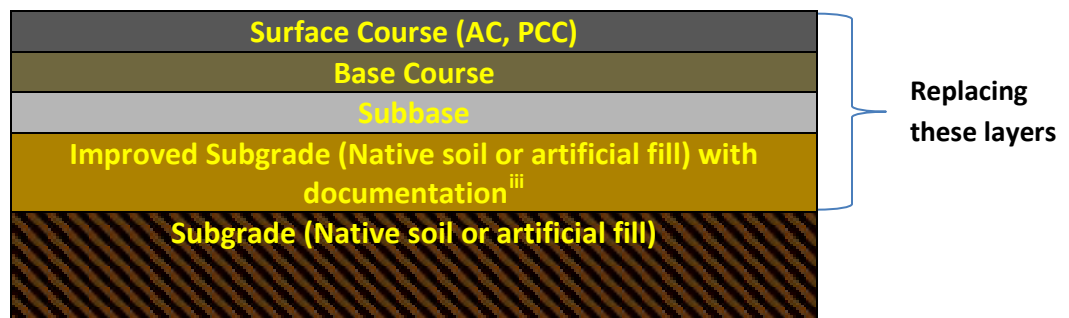 Surface Course (AC, PCC)
Base Course
Subbase
Improved Subgrade (Native soil or artificial fill) with
documentationiii
Subgrade (Native soil or artificial fill)
Replacing
these layers